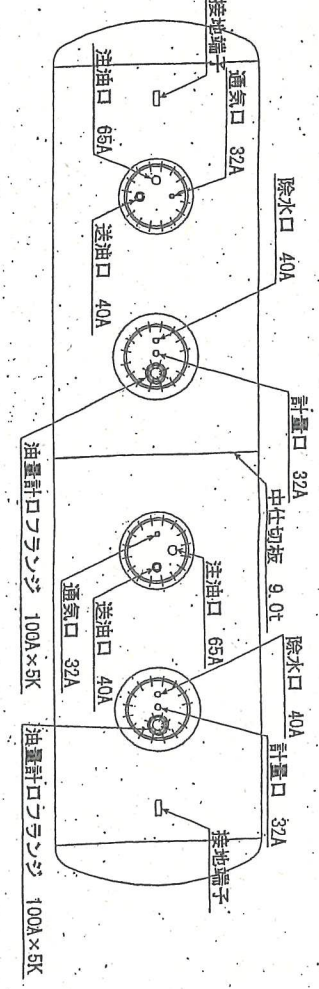 接地端子
注油口 65A
通気口 32A
送油口 40A
除水口 40A
計量口 32A
油量計口フランジ 100A×5K
中仕切板 9.0t
注油口 65A
送油口 40A
通気口 32A
除水口 40A
計量口 32A
油量計口フランジ 100A×5K
接地端子